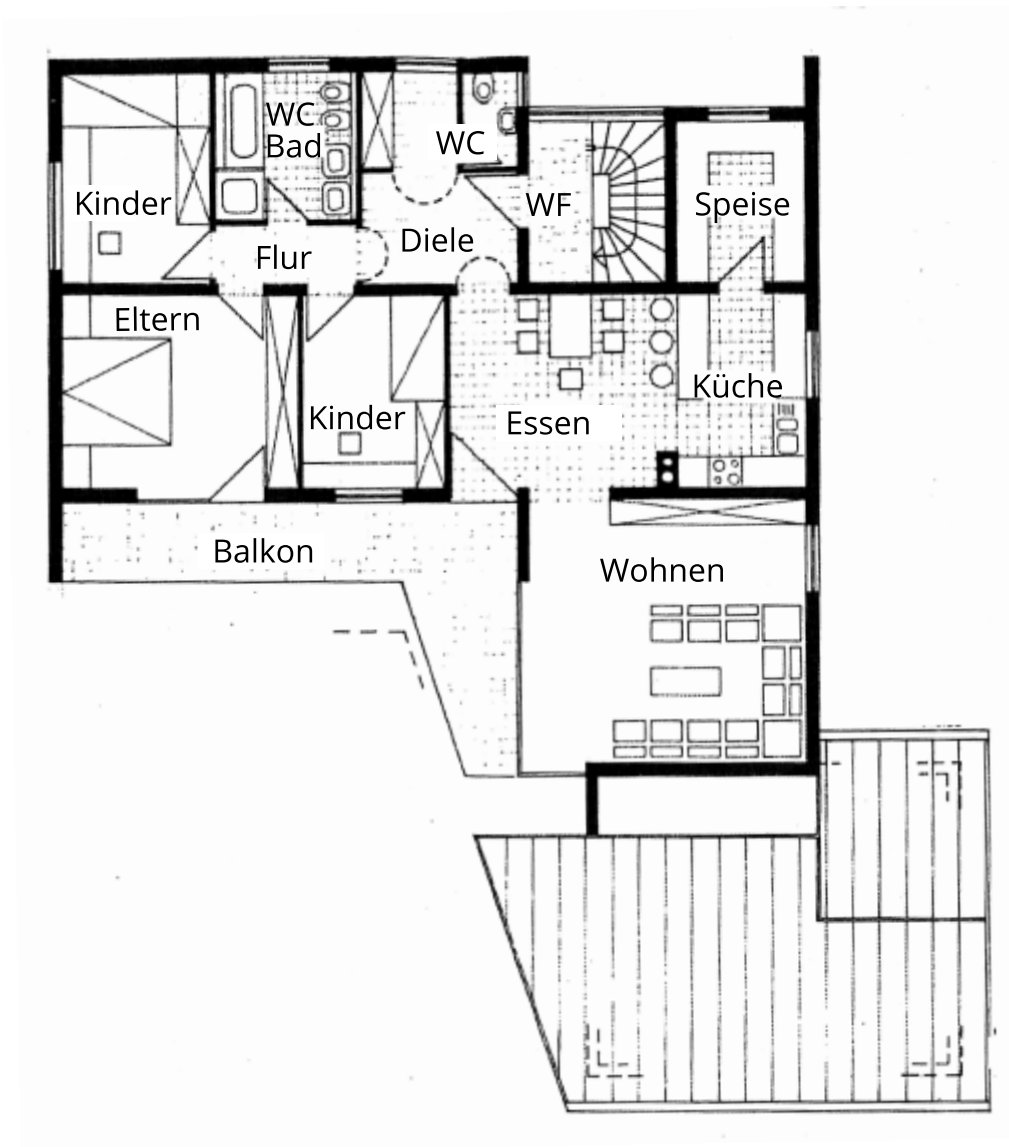 WC
Bad
WC
Kinder
WF
Speise
Diele
Flur
Eltern
Küche
Kinder
Essen
Balkon
Wohnen